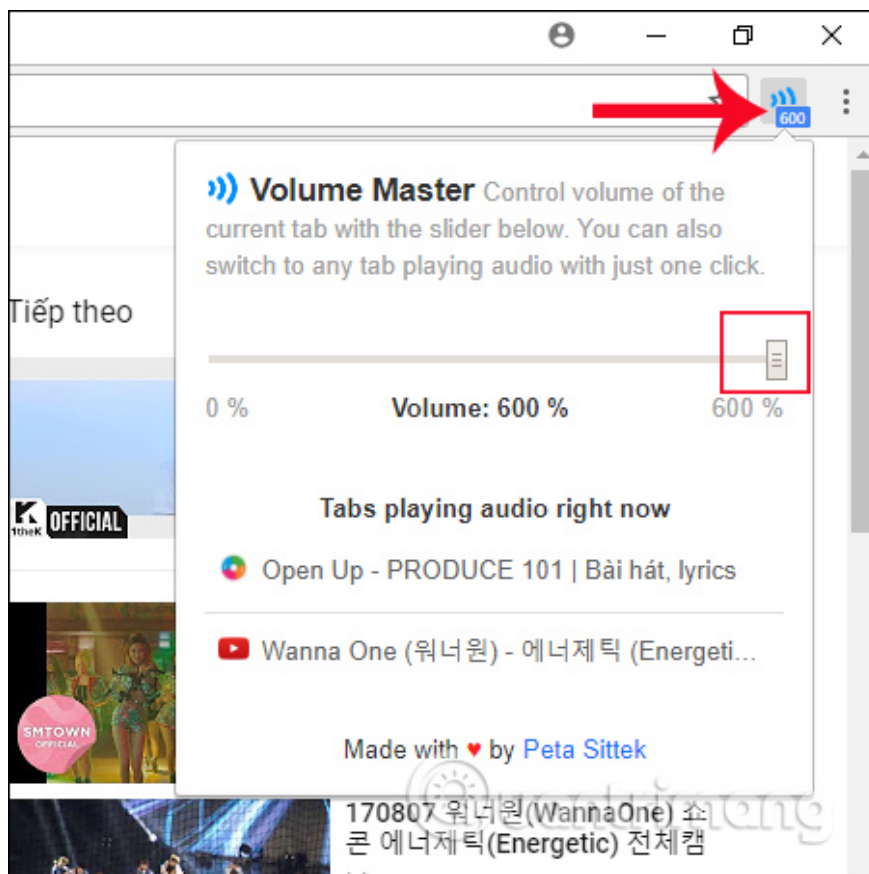 600
Volume Master Control volume of the
current tab with the slider below. You can also
switch to any tab playing audio with just one click.
Tiếp theo
0 %
Volume: 600 %
600 %
1theK
OFFICIAL
Tabs playing audio right now
Open Up - PRODUCE 101 | Bài hát, lyrics
Wanna One (워너원) - 에너제틱 (Energeti...
SMTOWN
OFFICIAL
Made with ♥ by Peta Sittek
Quantrimang
170807 워너원(WannaOne) 쇼
콘 에너제틱(Energetic) 전체캠